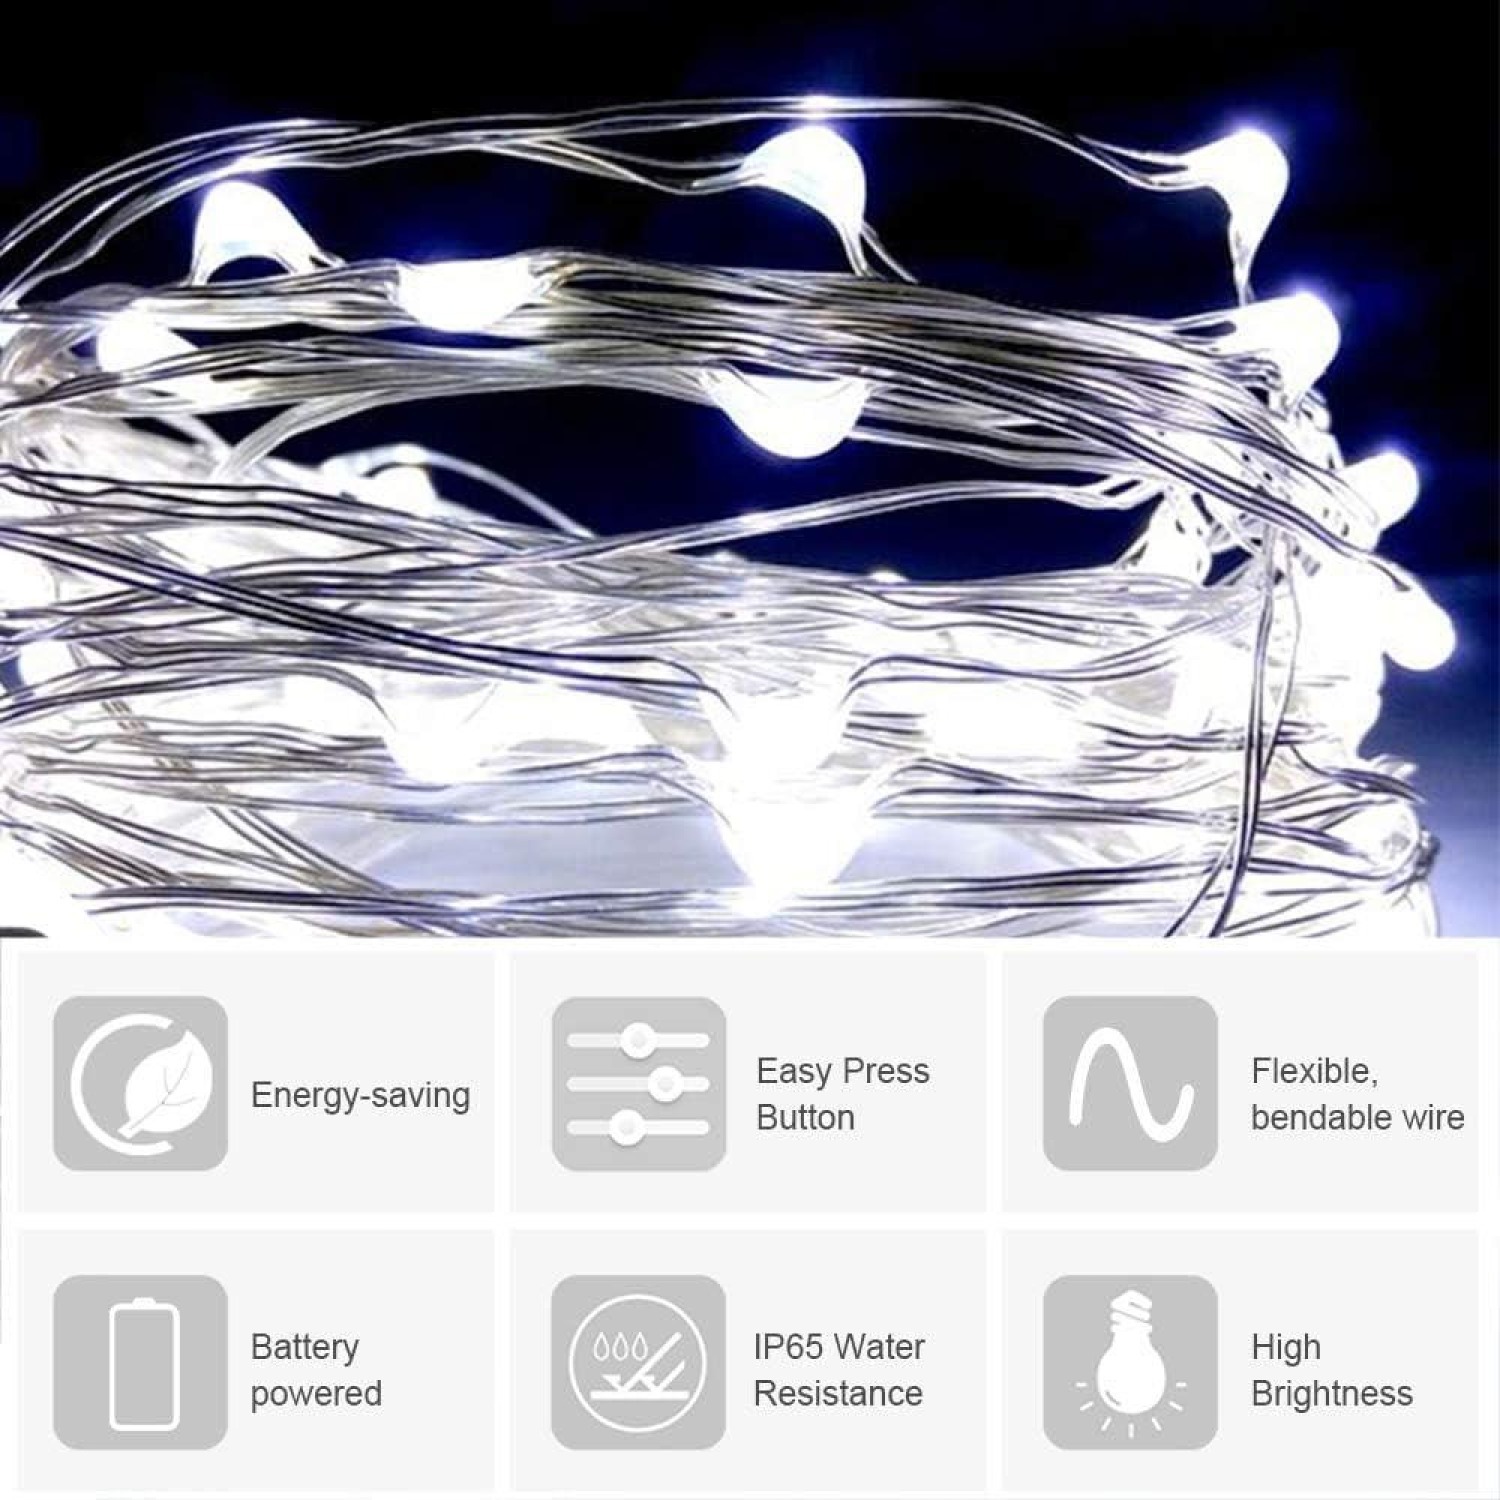 Energy-saving
Easy Press
Button
Flexible,
bendable wire
Battery
powered
IP65 Water
Resistance
High
Brightness